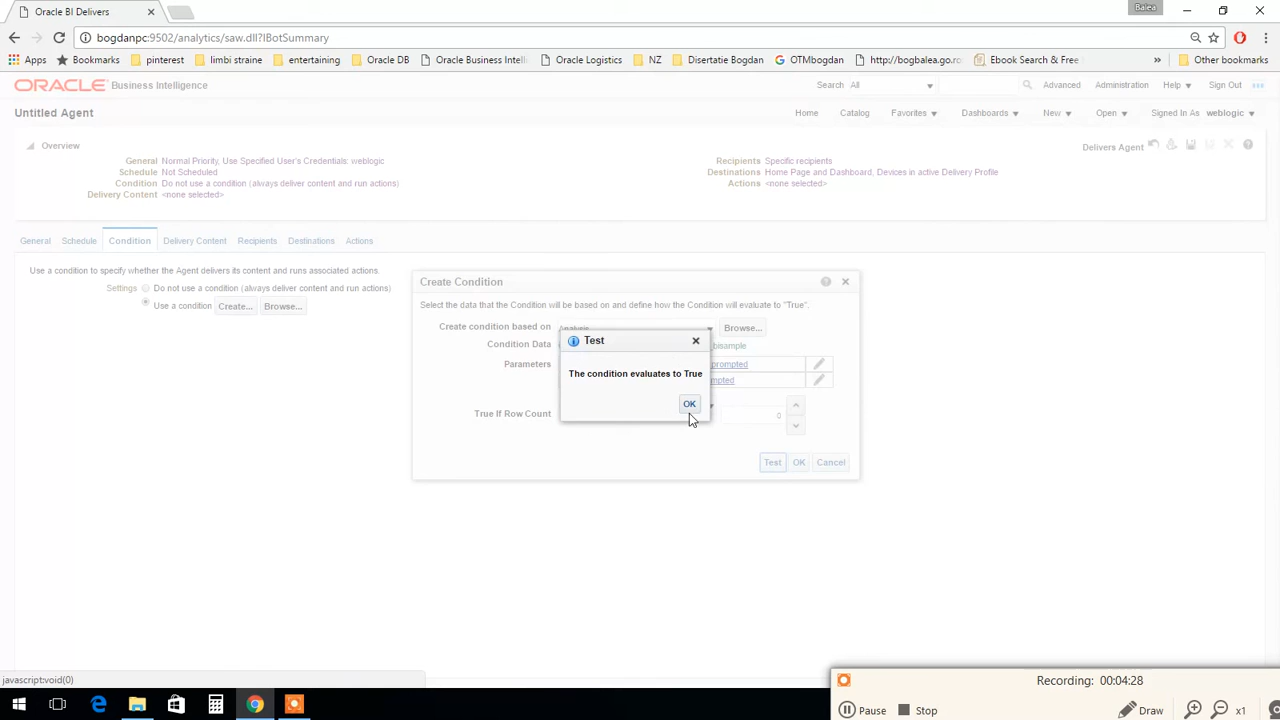 Oracle BI Delivers
Balea
bogdanpc:9502/analytics/saw.dll?IBotSummary
Apps Bookmarks pinterest limbi straine entertaining Oracle DB Oracle Business Intelli Oracle Logistics NZ Disertatie Bogdan OTMbogdan http://bogbalea.go.ro Ebook Search & Free » Other bookmarks
ORACLE Business Intelligence
Search All Advanced Administration Help Sign Out
Untitled Agent
Home Catalog Favorites Dashboards New Open Signed In As weblogic
Overview
Delivers Agent
General Normal Priority, Use Specified User's Credentials: weblogic
Schedule Not Scheduled
Condition Do not use a condition (always deliver content and run actions)
Delivery Content <none selected>
Recipients Specific recipients
Destinations Home Page and Dashboard, Devices in active Delivery Profile
Actions <none selected>
General Schedule Condition Delivery Content Recipients Destinations Actions
Use a condition to specify whether the Agent delivers its content and runs associated actions.
Settings Do not use a condition (always deliver content and run actions)
Use a condition Create... Browse...
Create Condition
Select the data that the Condition will be based on and define how the Condition will evaluate to "True".
Create condition based on Analysis Browse...
Condition Data bisample
Parameters prompted
mpted
True If Row Count 0
Test OK Cancel
Test
The condition evaluates to True
OK
javascript:void(0)
Recording: 00:04:28
Pause Stop Draw x1